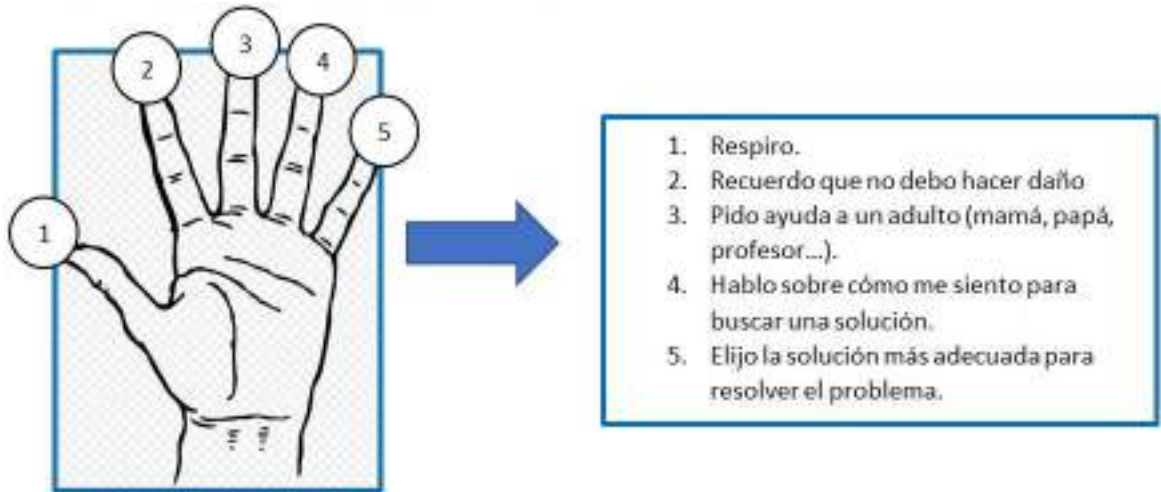 1
2
3
4
5
1. Respiro.
2. Recuerdo que no debo hacer daño
3. Pido ayuda a un adulto (mamá, papá,
profesor...).
4. Hablo sobre cómo me siento para
buscar una solución.
5. Elijo la solución más adecuada para
resolver el problema.